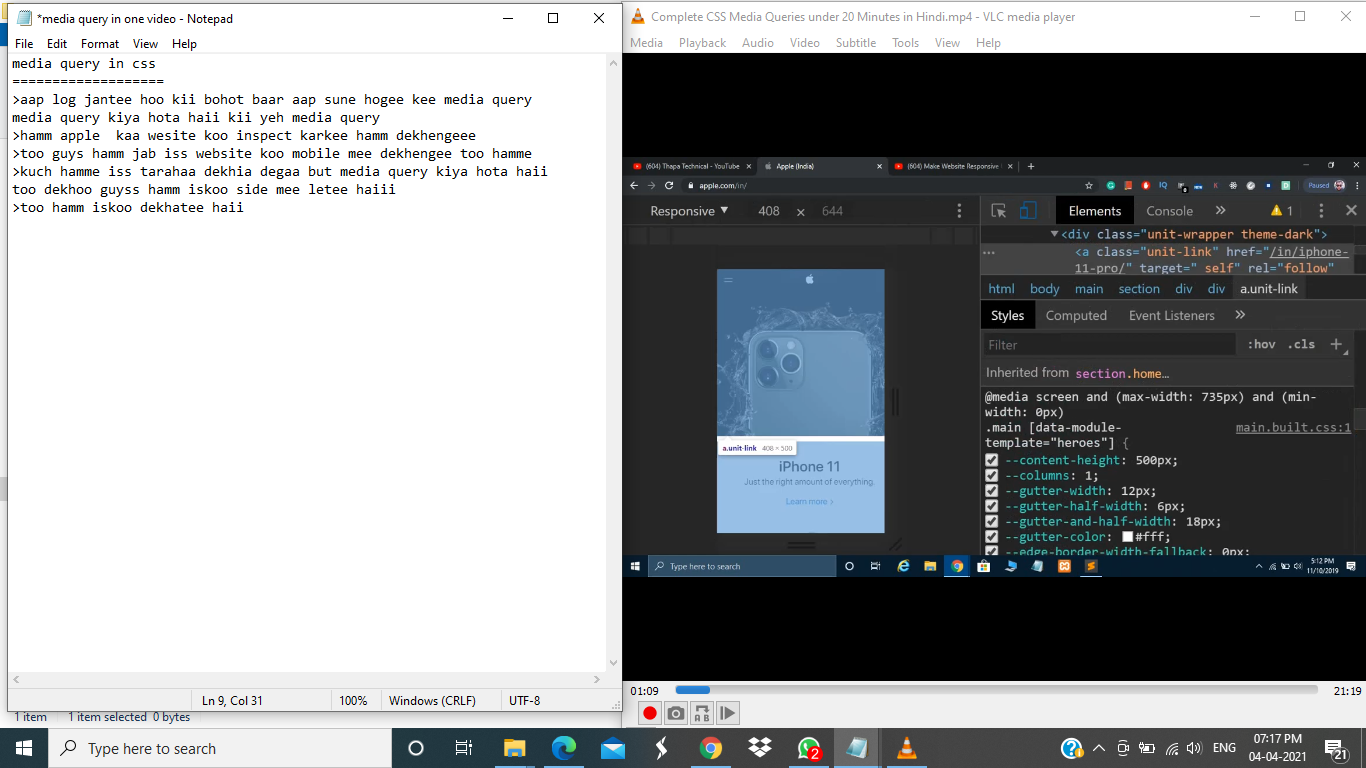 *media query in one video - Notepad
File Edit Format View Help
media query in css
===================
>aap log jantee hoo kii bohot baar aap sune hogee kee media query
media query kiya hota haii kii yeh media query
>hamm apple  kaa wesite koo inspect karkee hamm dekhengeee
>too guys hamm jab iss website koo mobile mee dekhengee too hamme
>kuch hamme iss tarahaa dekhia degaa but media query kiya hota haii
too dekhoo guyss hamm iskoo side mee letee haiii
>too hamm iskoo dekhatee haii
Ln 9, Col 31 100% Windows (CRLF) UTF-8
1 item 1 item selected 0 bytes
Complete CSS Media Queries under 20 Minutes in Hindi.mp4 - VLC media player
Media Playback Audio Video Subtitle Tools View Help
(604) Thapa Technical - YouTube Apple (India) (604) Make Website Responsive
apple.com/in/ Paused
Responsive 408 x 644
Elements Console » 1
<div class="unit-wrapper theme-dark">
<a class="unit-link" href="/in/iphone-
11-pro/" target="_self" rel="follow"
html body main section div div a.unit-link
Styles Computed Event Listeners »
Filter :hov .cls +
Inherited from section.home…
@media screen and (max-width: 735px) and (min-
width: 0px)
.main [data-module- main.built.css:1
template="heroes"] {
--content-height: 500px;
--columns: 1;
--gutter-width: 12px;
--gutter-half-width: 6px;
--gutter-and-half-width: 18px;
--gutter-color: #fff;
--edge-border-width-fallback: 0px;
a.unit-link 408 × 500
iPhone 11
Just the right amount of everything.
Learn more >
Type here to search
5:12 PM
11/10/2019
01:09 21:19
A B
Type here to search
2
ENG
07:17 PM
04-04-2021
21